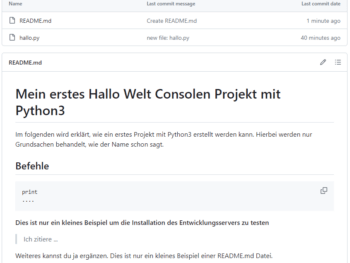 Name Last commit message Last commit date
README.md Create README.md 1 minute ago
hallo.py new file: hallo.py 40 minutes ago
README.md
Mein erstes Hallo Welt Consolen Projekt mit
Python3
Im folgenden wird erklärt, wie ein erstes Projekt mit Python3 erstellt werden kann. Hierbei werden nur
Grundsachen behandelt, wie der Name schon sagt.
Befehle
print
----
Dies ist nur ein kleines Beispiel um die Installation des Entwicklungsservers zu testen
Ich zitiere ...
Weiteres kannst du ja ergänzen. Dies ist nur ein kleines Beispiel einer README.md Datei.